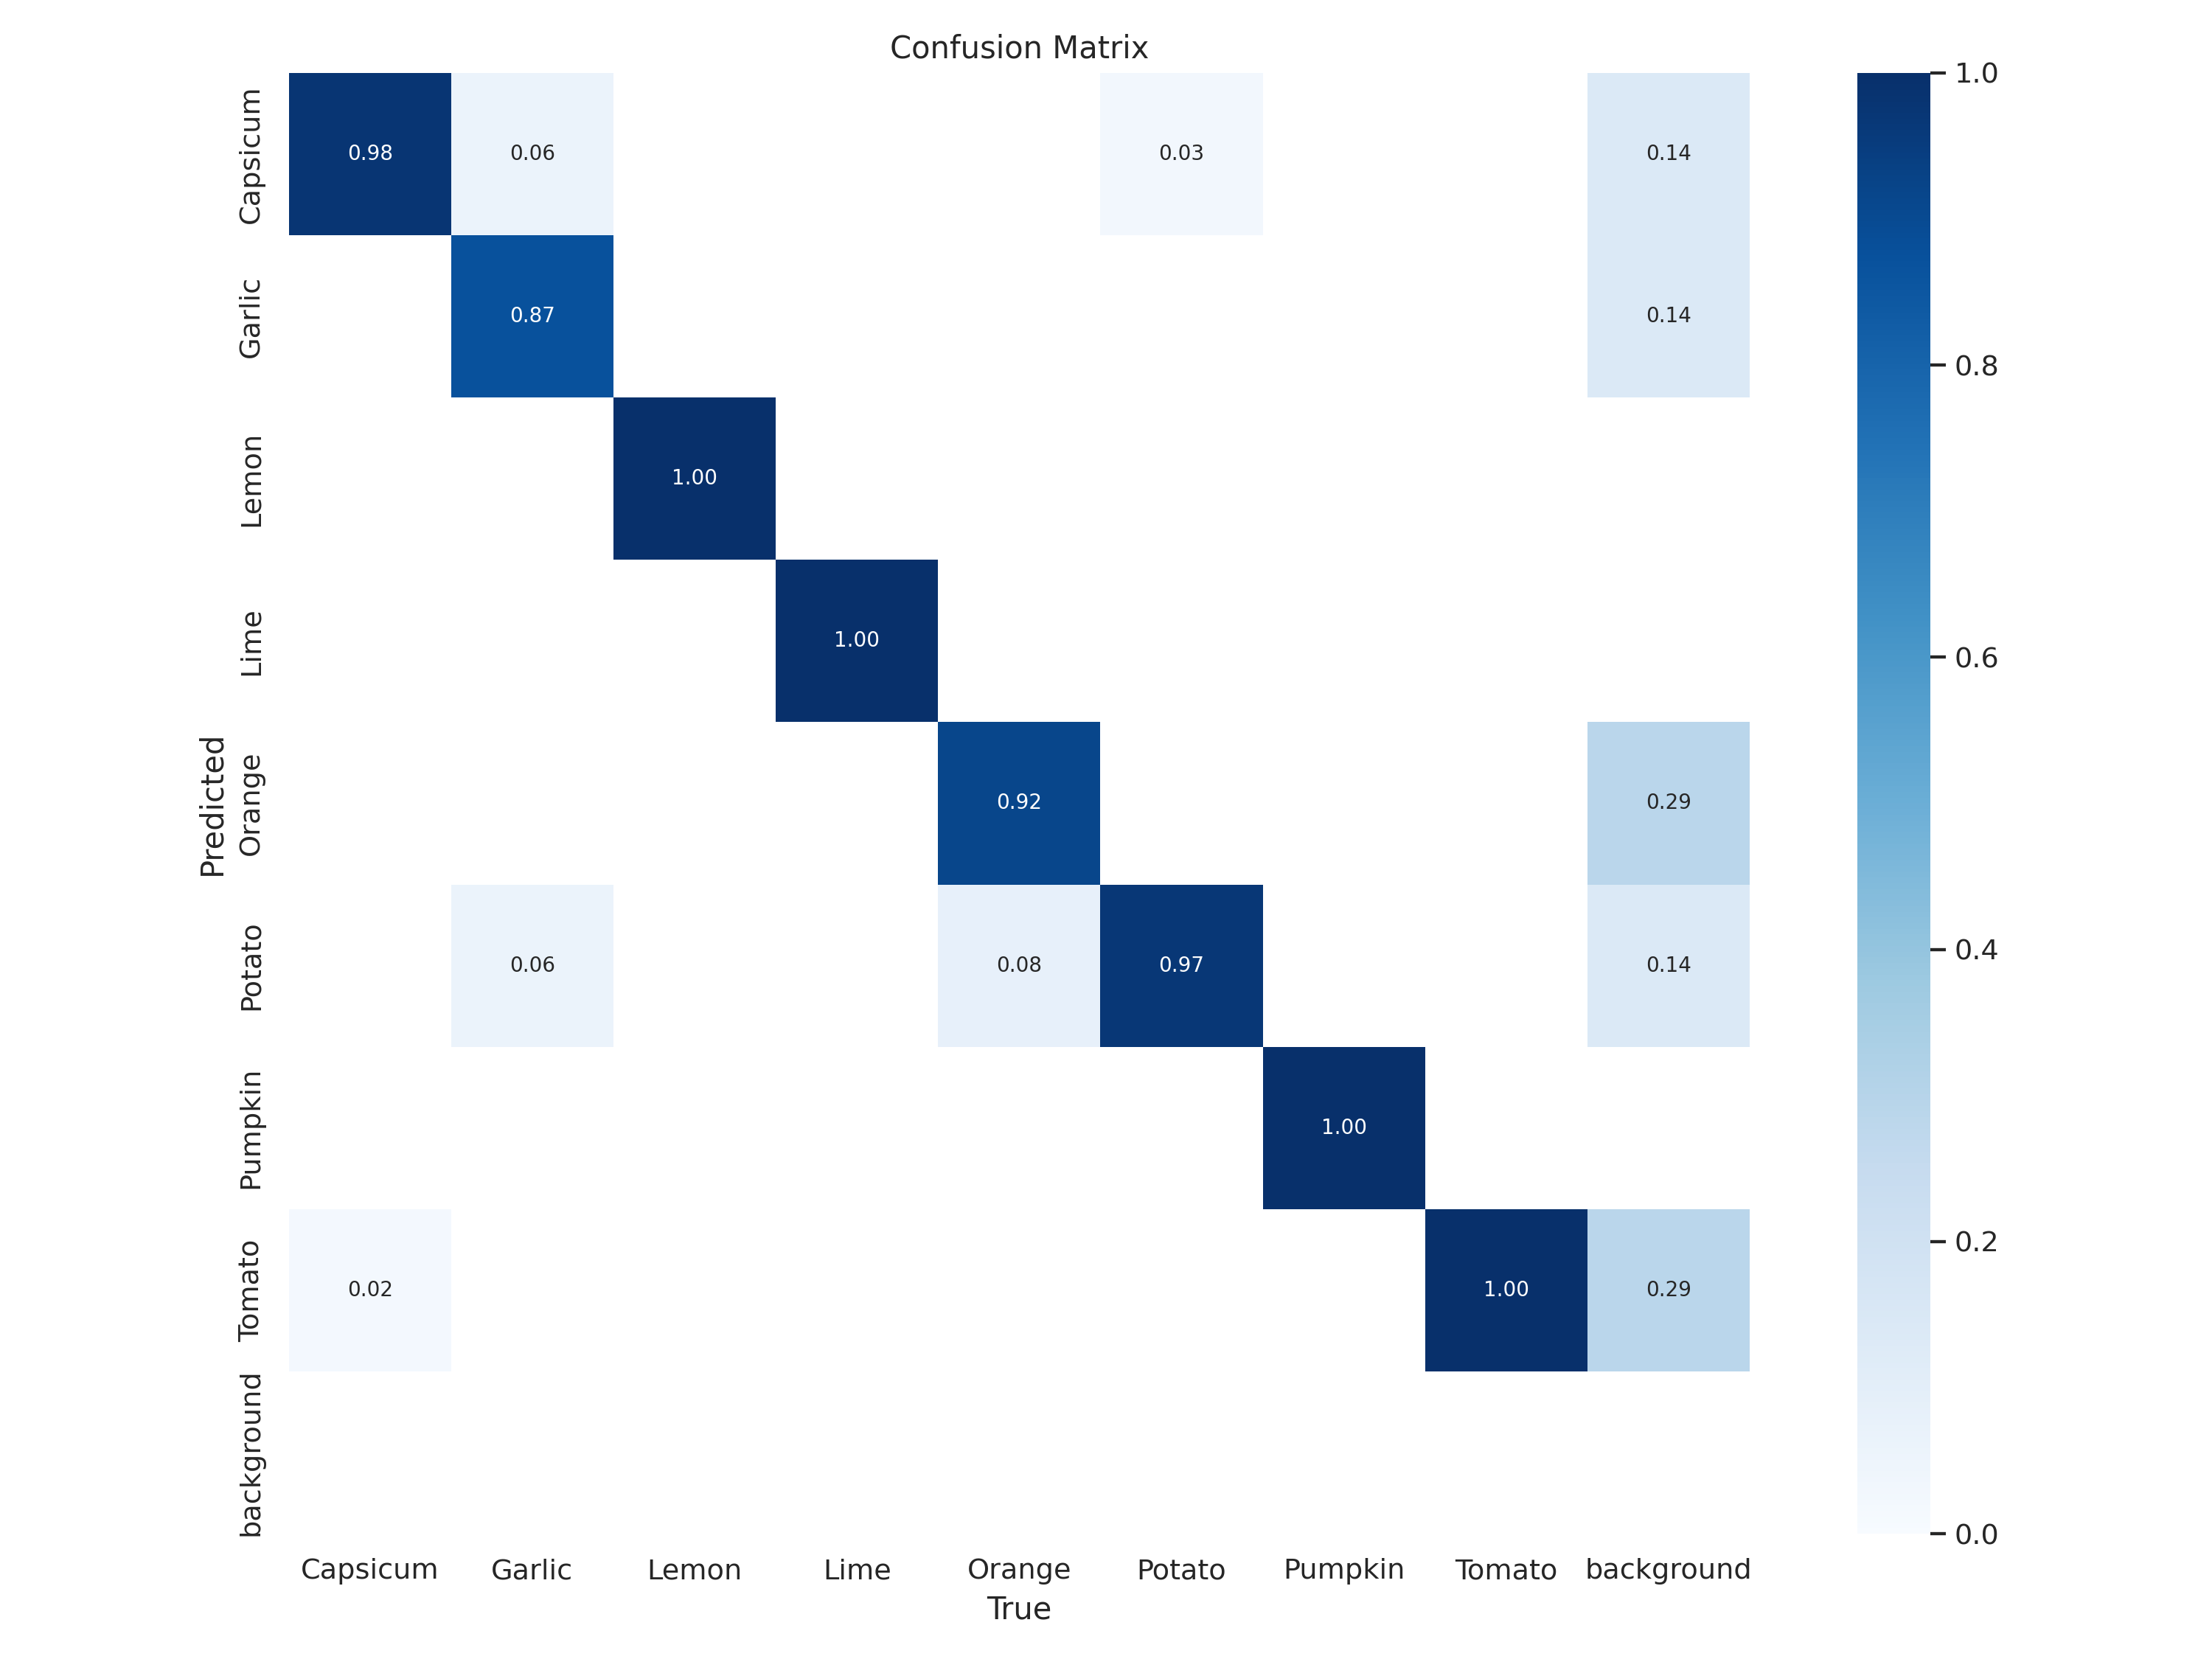 Confusion Matrix
Capsicum 0.98 0.06 0.03 0.14 1.0
Garlic 0.87 0.14 0.8
Lemon 1.00
Lime 1.00 0.6
Predicted
Orange 0.92 0.29
Potato 0.06 0.08 0.97 0.14 0.4
Pumpkin 1.00
Tomato 0.02 1.00 0.29 0.2
background 0.0
Capsicum Garlic Lemon Lime Orange Potato Pumpkin Tomato background
True